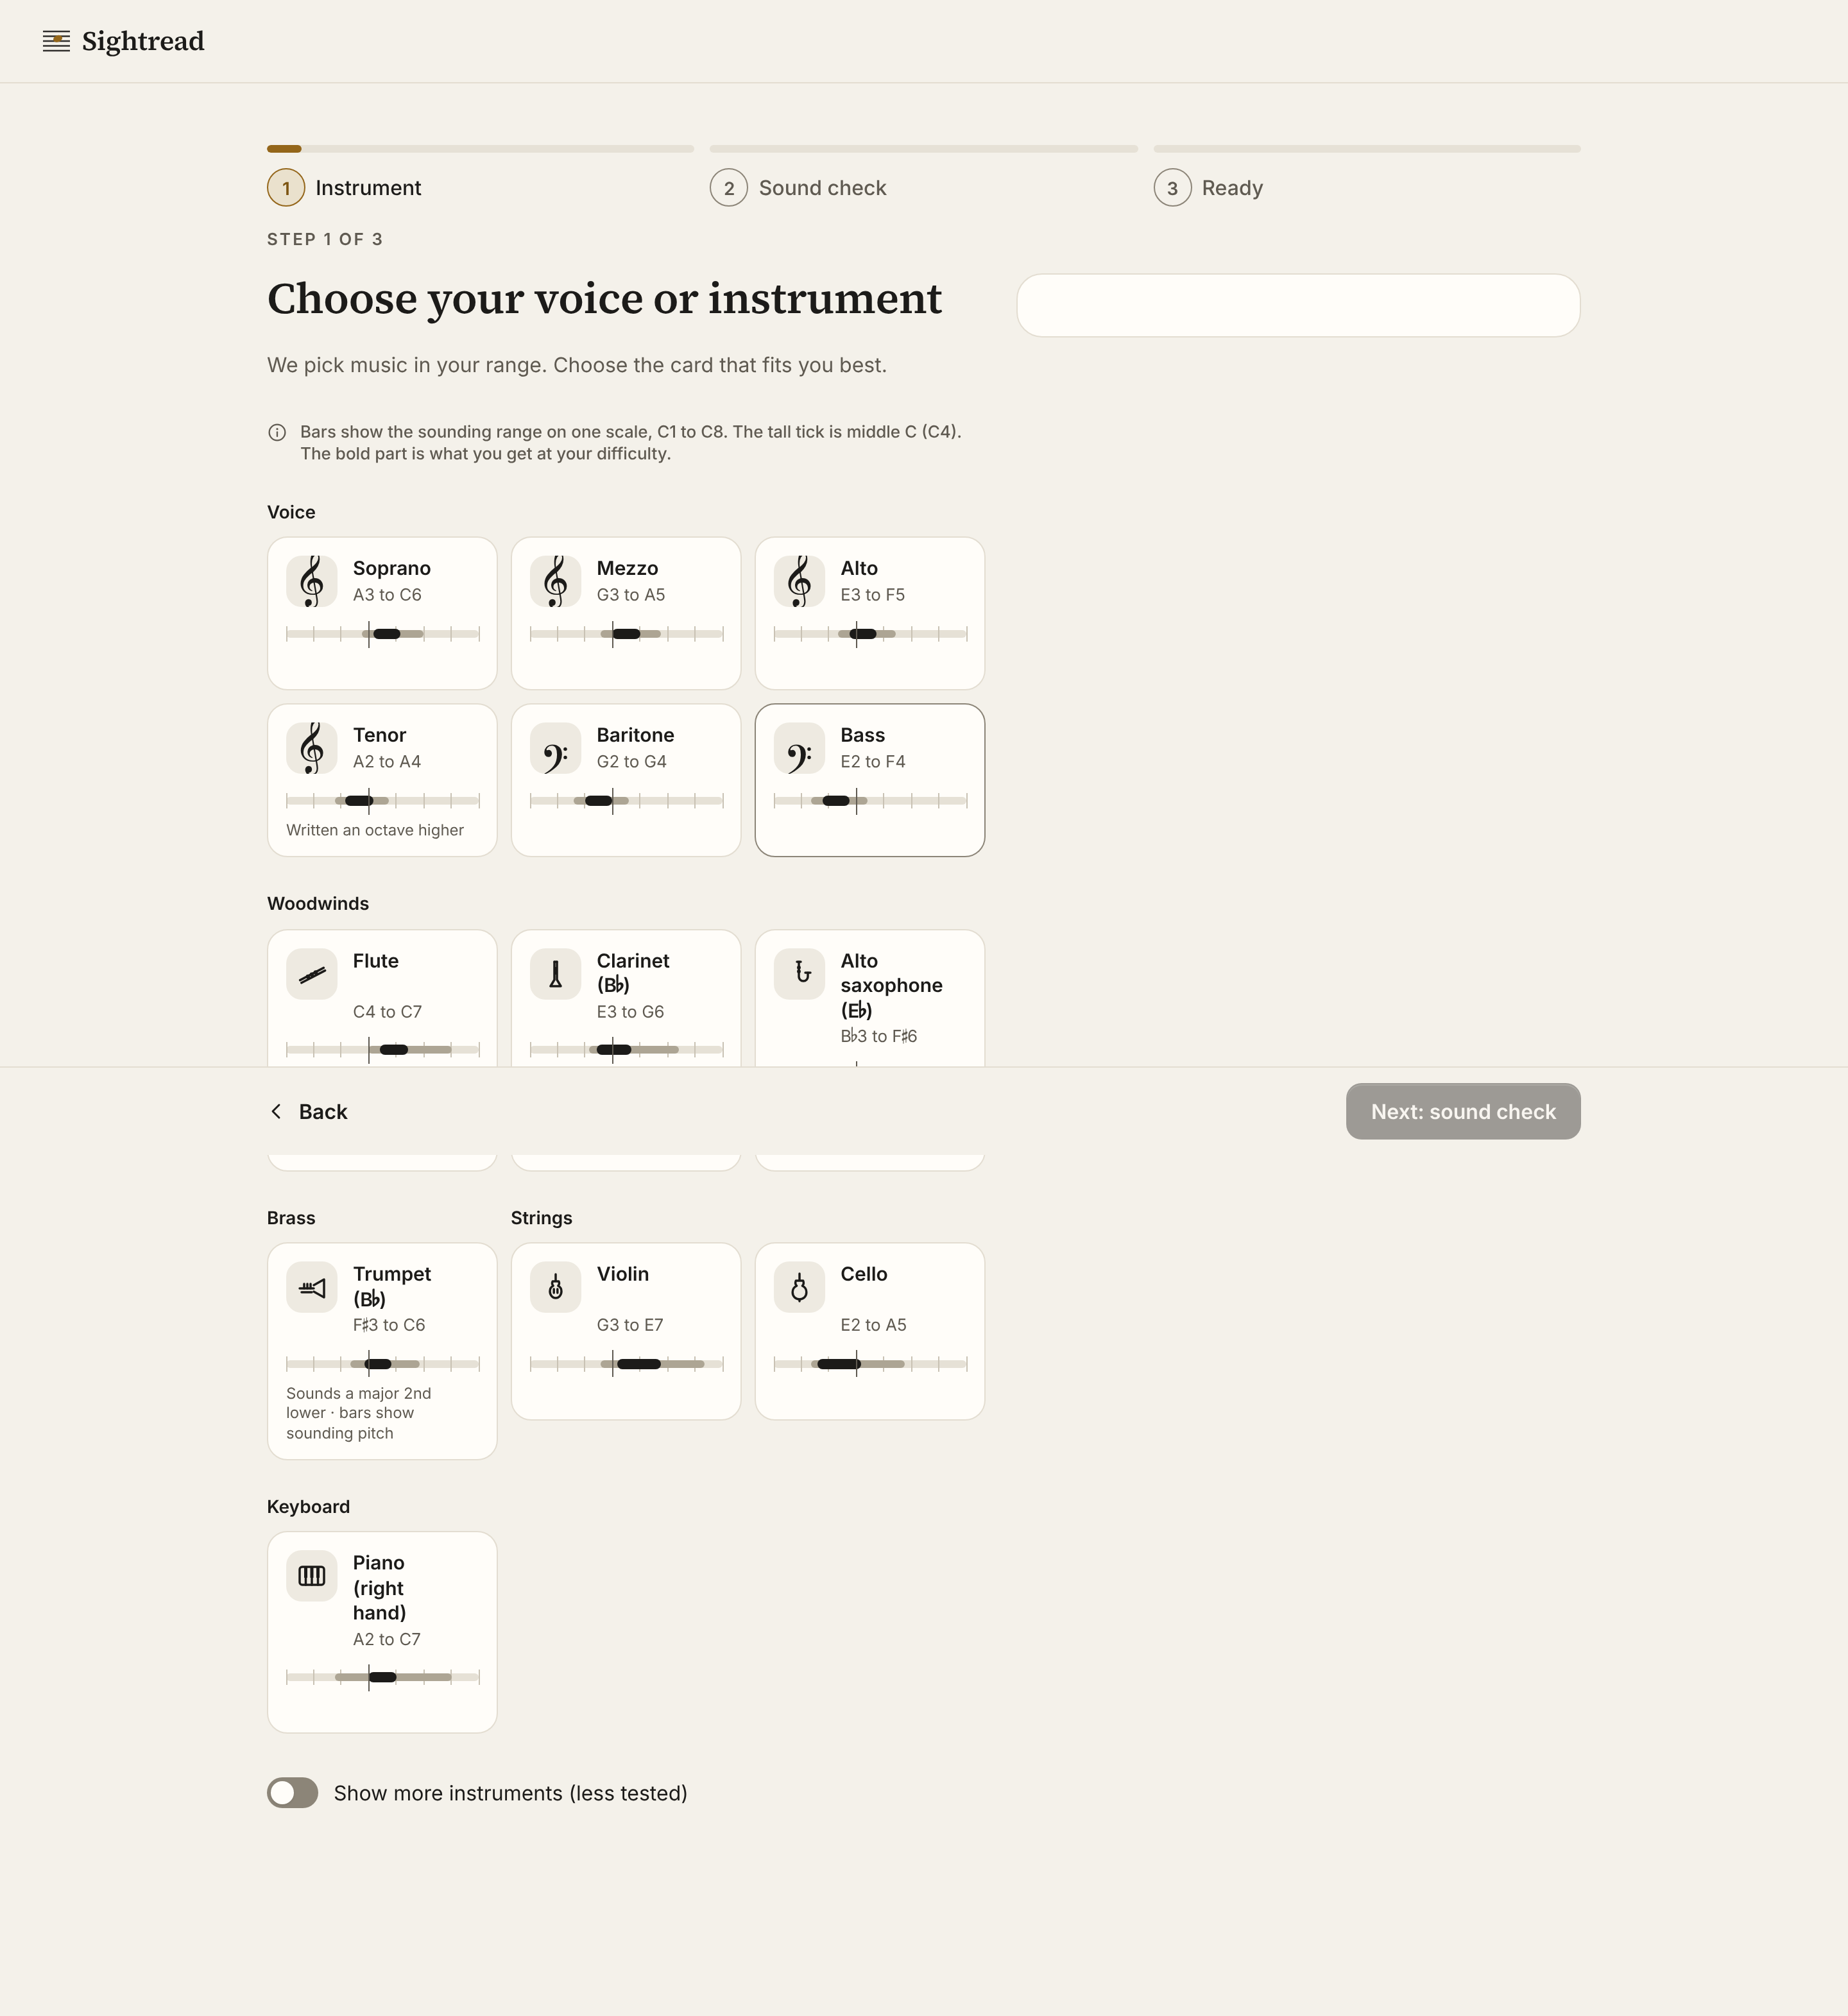 Sightread
1 Instrument
2 Sound check
3 Ready
STEP 1 OF 3
Choose your voice or instrument
We pick music in your range. Choose the card that fits you best.
Bars show the sounding range on one scale, C1 to C8. The tall tick is middle C (C4).
The bold part is what you get at your difficulty.
Voice
Soprano
A3 to C6
Mezzo
G3 to A5
Alto
E3 to F5
Tenor
A2 to A4
Written an octave higher
Baritone
G2 to G4
Bass
E2 to F4
Woodwinds
Flute
C4 to C7
Clarinet
(B♭)
E3 to G6
Alto
saxophone
(E♭)
B♭3 to F♯6
Back
Next: sound check
Brass
Trumpet
(B♭)
F♯3 to C6
Sounds a major 2nd
lower · bars show
sounding pitch
Strings
Violin
G3 to E7
Cello
E2 to A5
Keyboard
Piano
(right
hand)
A2 to C7
Show more instruments (less tested)